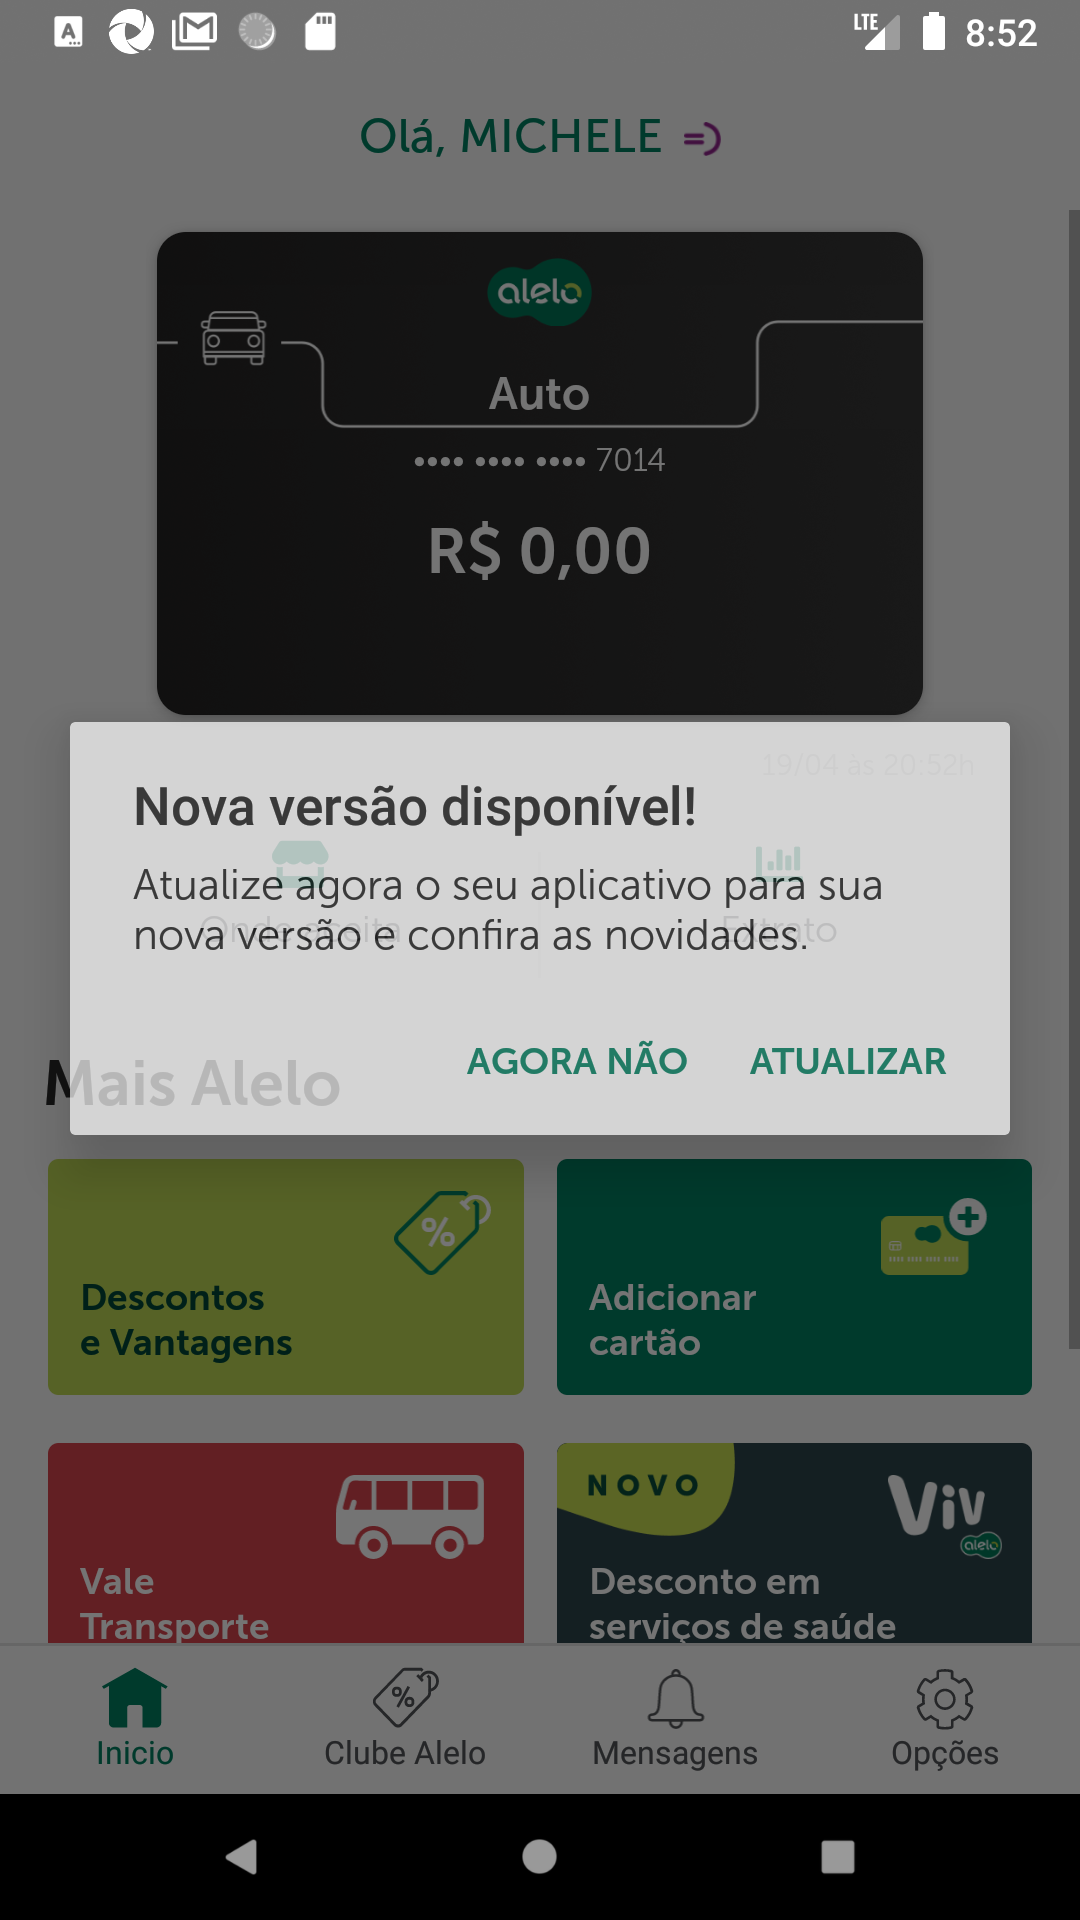 LTE 8:52
Olá, MICHELE
alelo
Auto
•••• •••• •••• 7014
R$ 0,00
19/04 às 20:52h
Nova versão disponível!
Atualize agora o seu aplicativo para sua
nova versão e confira as novidades.
Onde aceita
Extrato
AGORA NÃO ATUALIZAR
Mais Alelo
Descontos
e Vantagens
Adicionar
cartão
Vale
Transporte
NOVO
Viv
alelo
Desconto em
serviços de saúde
Inicio
Clube Alelo
Mensagens
Opções